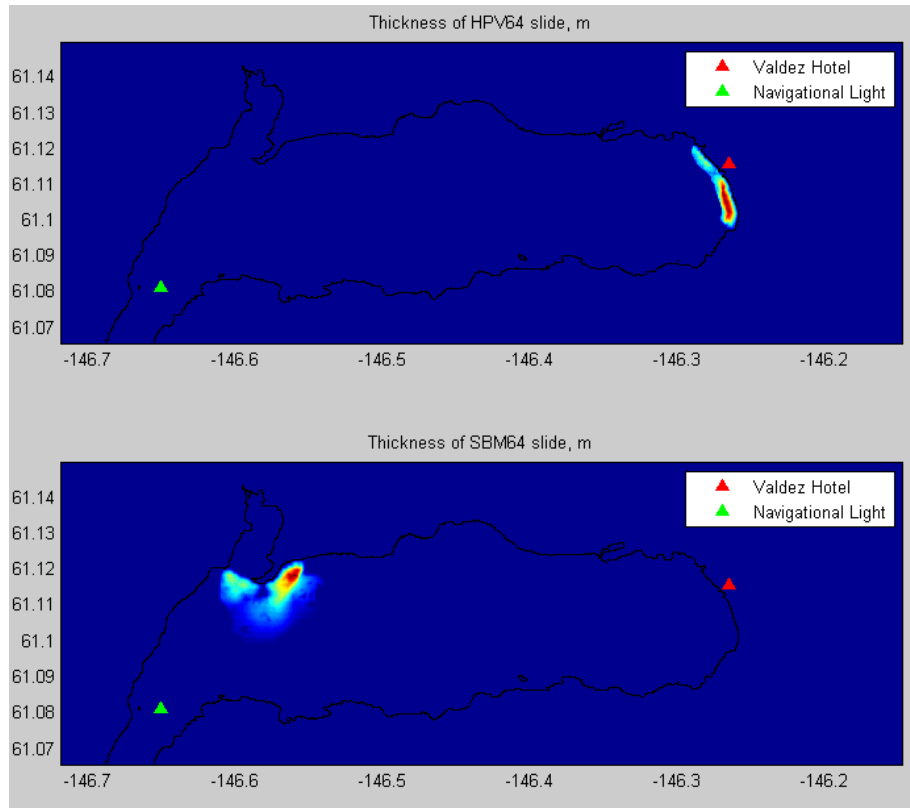 Thickness of HPV64 slide, m
Valdez Hotel
Navigational Light
61.14
61.13
61.12
61.11
61.1
61.09
61.08
61.07
-146.7 -146.6 -146.5 -146.4 -146.3 -146.2
Thickness of SBM64 slide, m
Valdez Hotel
Navigational Light
61.14
61.13
61.12
61.11
61.1
61.09
61.08
61.07
-146.7 -146.6 -146.5 -146.4 -146.3 -146.2